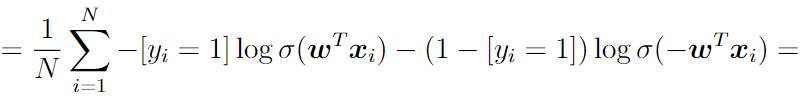 = \frac{1}{N} \sum_{i=1}^{N} -[y_i = 1] \log \sigma(\boldsymbol{w}^T \boldsymbol{x}_i) - (1 - [y_i = 1]) \log \sigma(-\boldsymbol{w}^T \boldsymbol{x}_i) =